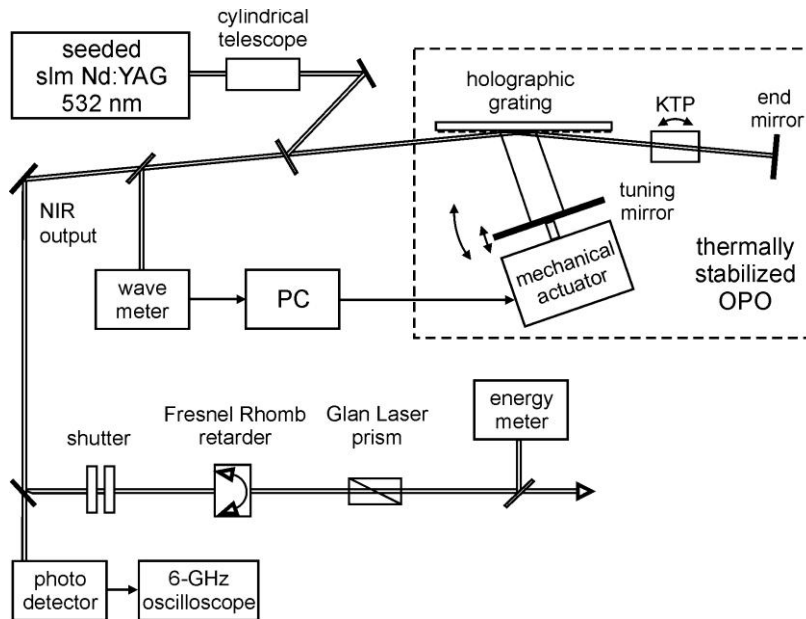 seeded
slm Nd:YAG
532 nm
cylindrical
telescope
holographic
grating
KTP
end
mirror
tuning
mirror
mechanical
actuator
thermally
stabilized
OPO
NIR
output
wave
meter
PC
shutter
Fresnel Rhomb
retarder
Glan Laser
prism
energy
meter
photo
detector
6-GHz
oscilloscope